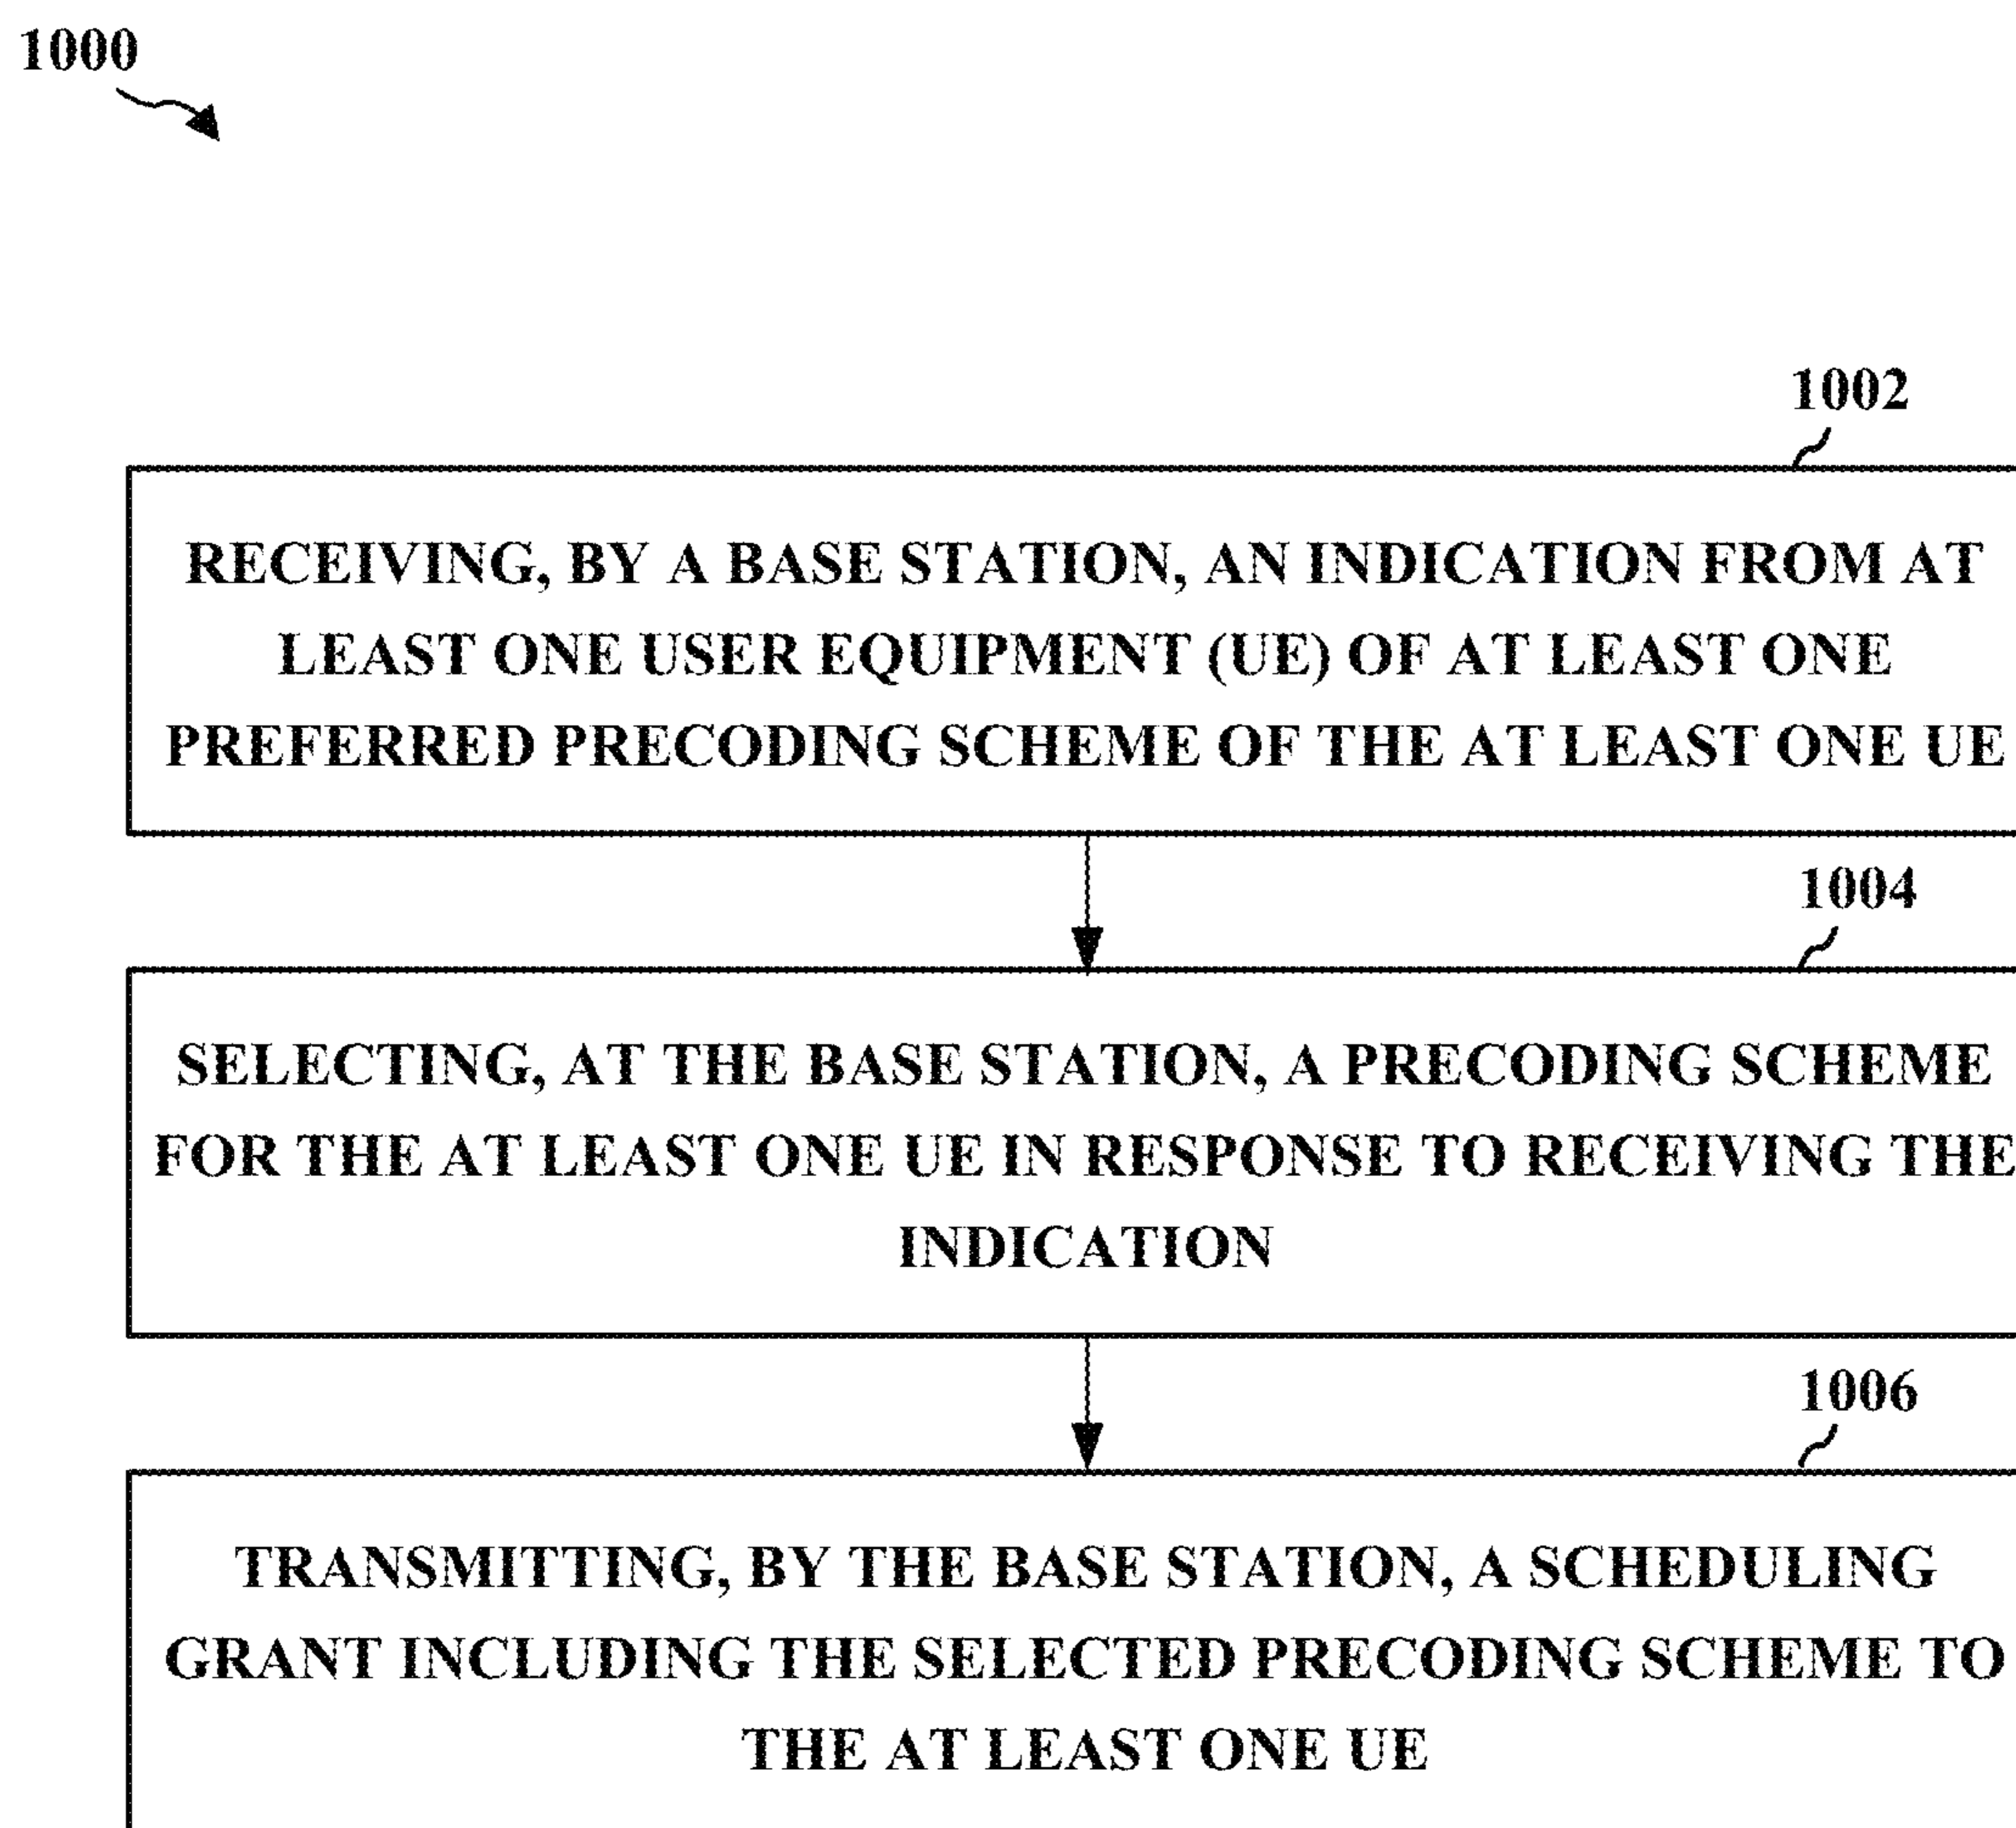 1000
1002
RECEIVING, BY A BASE STATION, AN INDICATION FROM AT
LEAST ONE USER EQUIPMENT (UE) OF AT LEAST ONE
PREFERRED PRECODING SCHEME OF THE AT LEAST ONE UE
1004
SELECTING, AT THE BASE STATION, A PRECODING SCHEME
FOR THE AT LEAST ONE UE IN RESPONSE TO RECEIVING THE
INDICATION
1006
TRANSMITTING, BY THE BASE STATION, A SCHEDULING
GRANT INCLUDING THE SELECTED PRECODING SCHEME TO
THE AT LEAST ONE UE